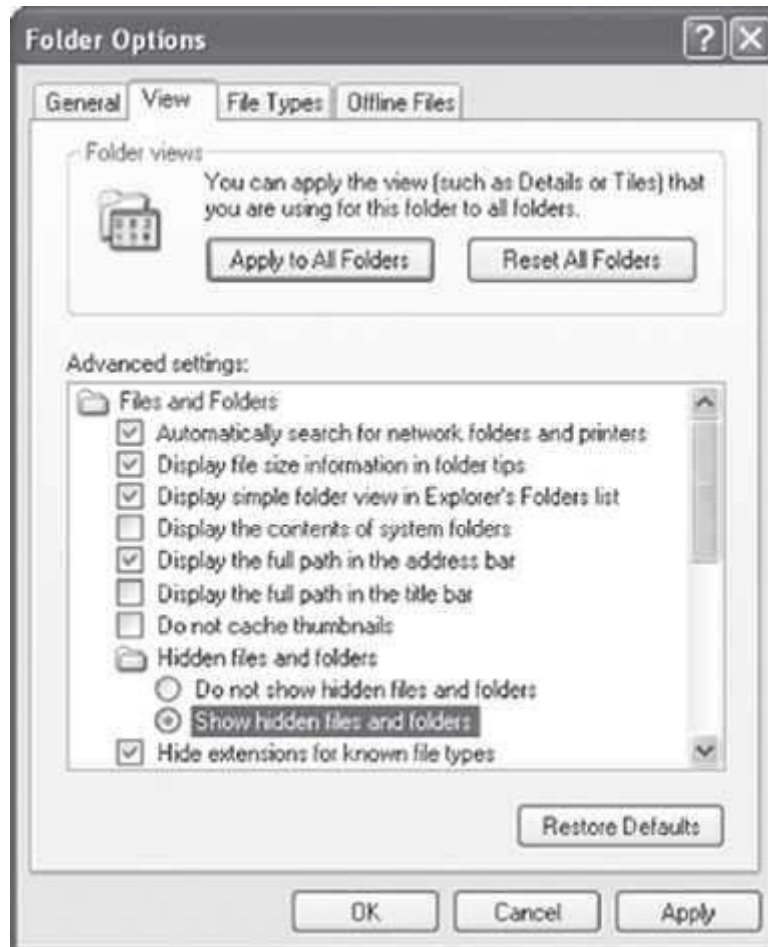 Folder Options
General View File Types Offline Files
Folder views
You can apply the view (such as Details or Tiles) that
you are using for this folder to all folders.
Apply to All Folders Reset All Folders
Advanced settings:
Files and Folders
Automatically search for network folders and printers
Display file size information in folder tips
Display simple folder view in Explorer's Folders list
Display the contents of system folders
Display the full path in the address bar
Display the full path in the title bar
Do not cache thumbnails
Hidden files and folders
Do not show hidden files and folders
Show hidden files and folders
Hide extensions for known file types
Restore Defaults
OK Cancel Apply